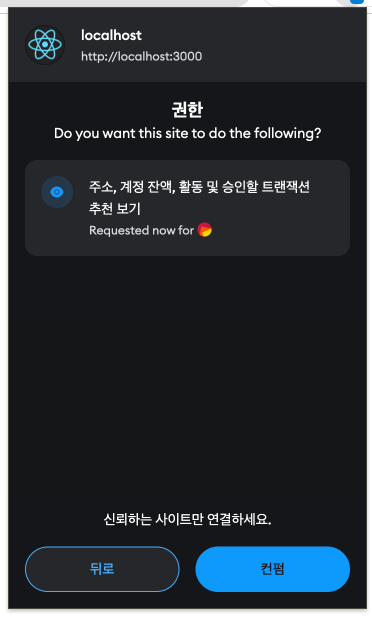 localhost
http://localhost:3000
권한
Do you want this site to do the following?
주소, 계정 잔액, 활동 및 승인할 트랜잭션
추천 보기
Requested now for
신뢰하는 사이트만 연결하세요.
뒤로
컨펌